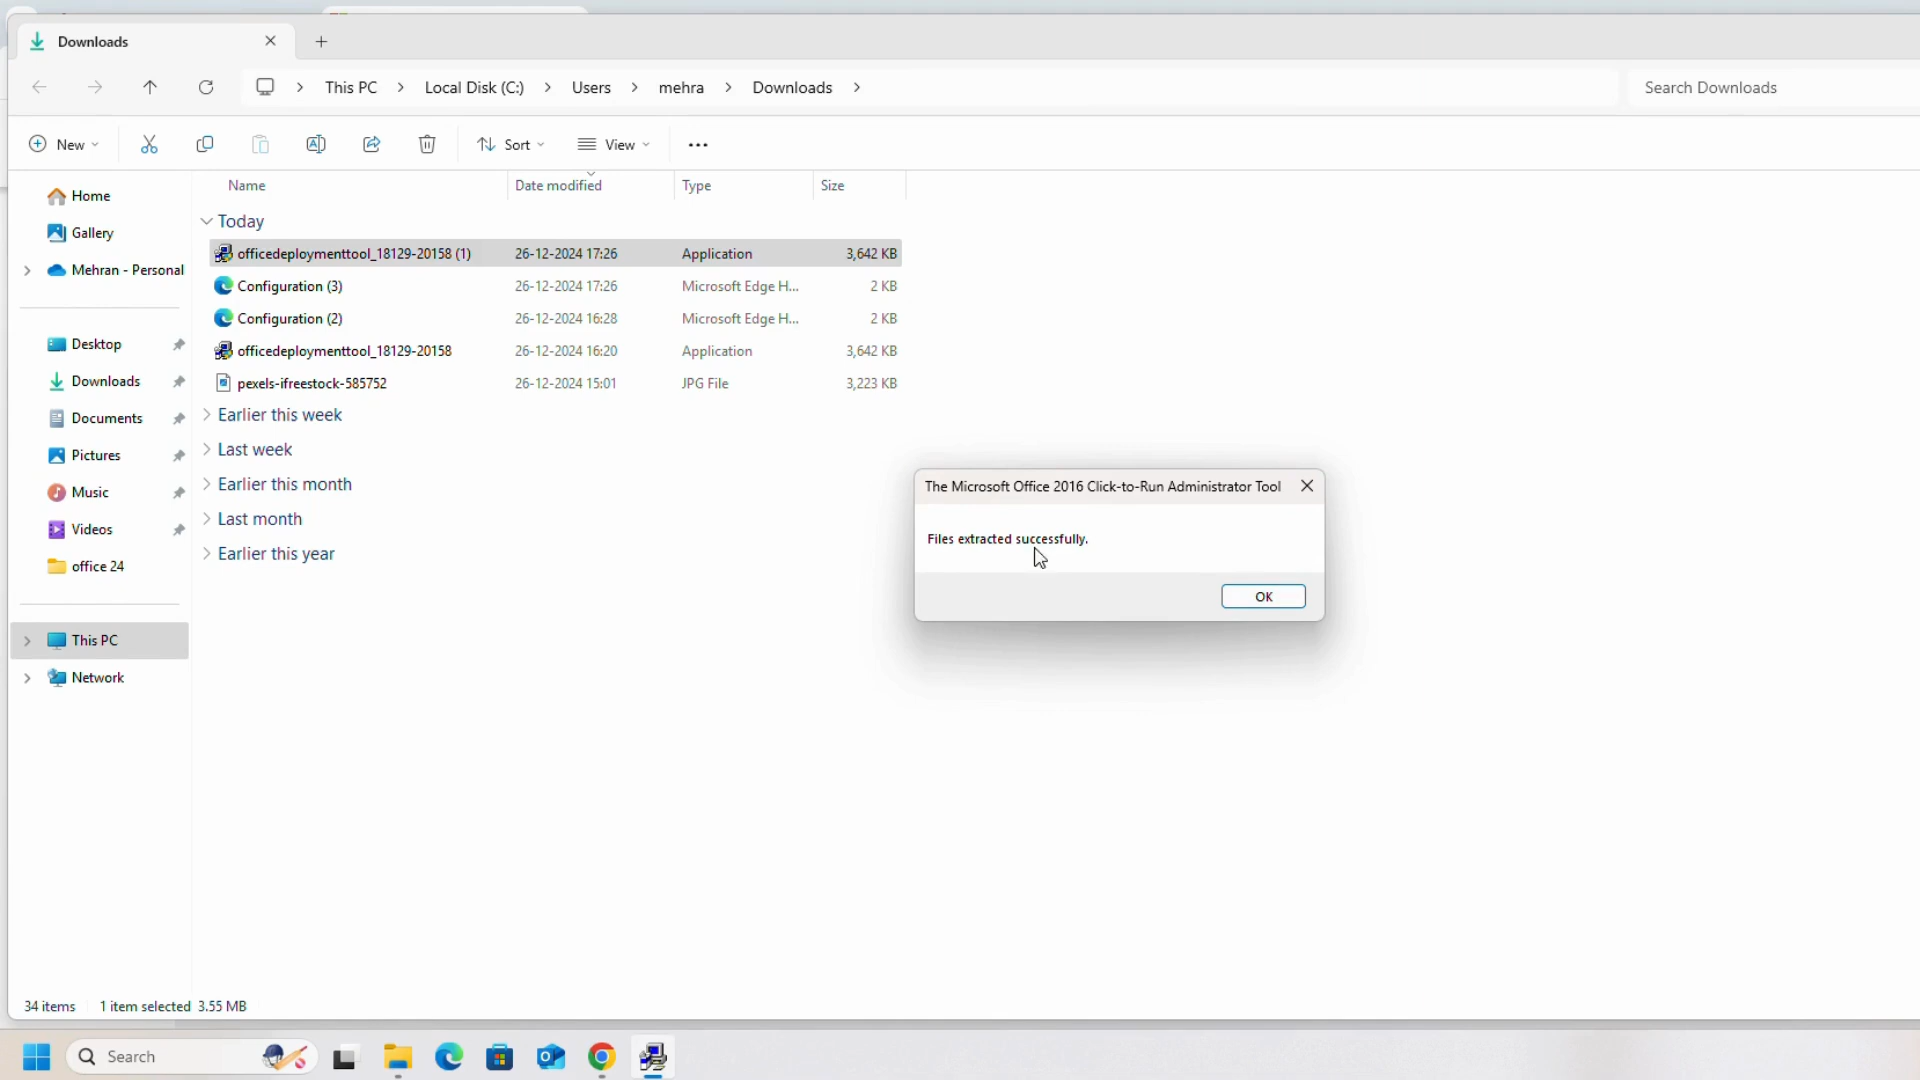 Downloads
This PC
Local Disk (C:)
Users
mehra
Downloads
Search Downloads
New
Sort
View
Name
Date modified
Type
Size
Home
Gallery
Mehran - Personal
Desktop
Downloads
Documents
Pictures
Music
Videos
office 24
This PC
Network
Today
officedeploymenttool_18129-20158 (1) 26-12-2024 17:26 Application 3,642 KB
Configuration (3) 26-12-2024 17:26 Microsoft Edge H... 2 KB
Configuration (2) 26-12-2024 16:28 Microsoft Edge H... 2 KB
officedeploymenttool_18129-20158 26-12-2024 16:20 Application 3,642 KB
pexels-ifreestock-585752 26-12-2024 15:01 JPG File 3,223 KB
Earlier this week
Last week
Earlier this month
Last month
Earlier this year
The Microsoft Office 2016 Click-to-Run Administrator Tool
Files extracted successfully.
OK
34 items 1 item selected 3.55 MB
Search